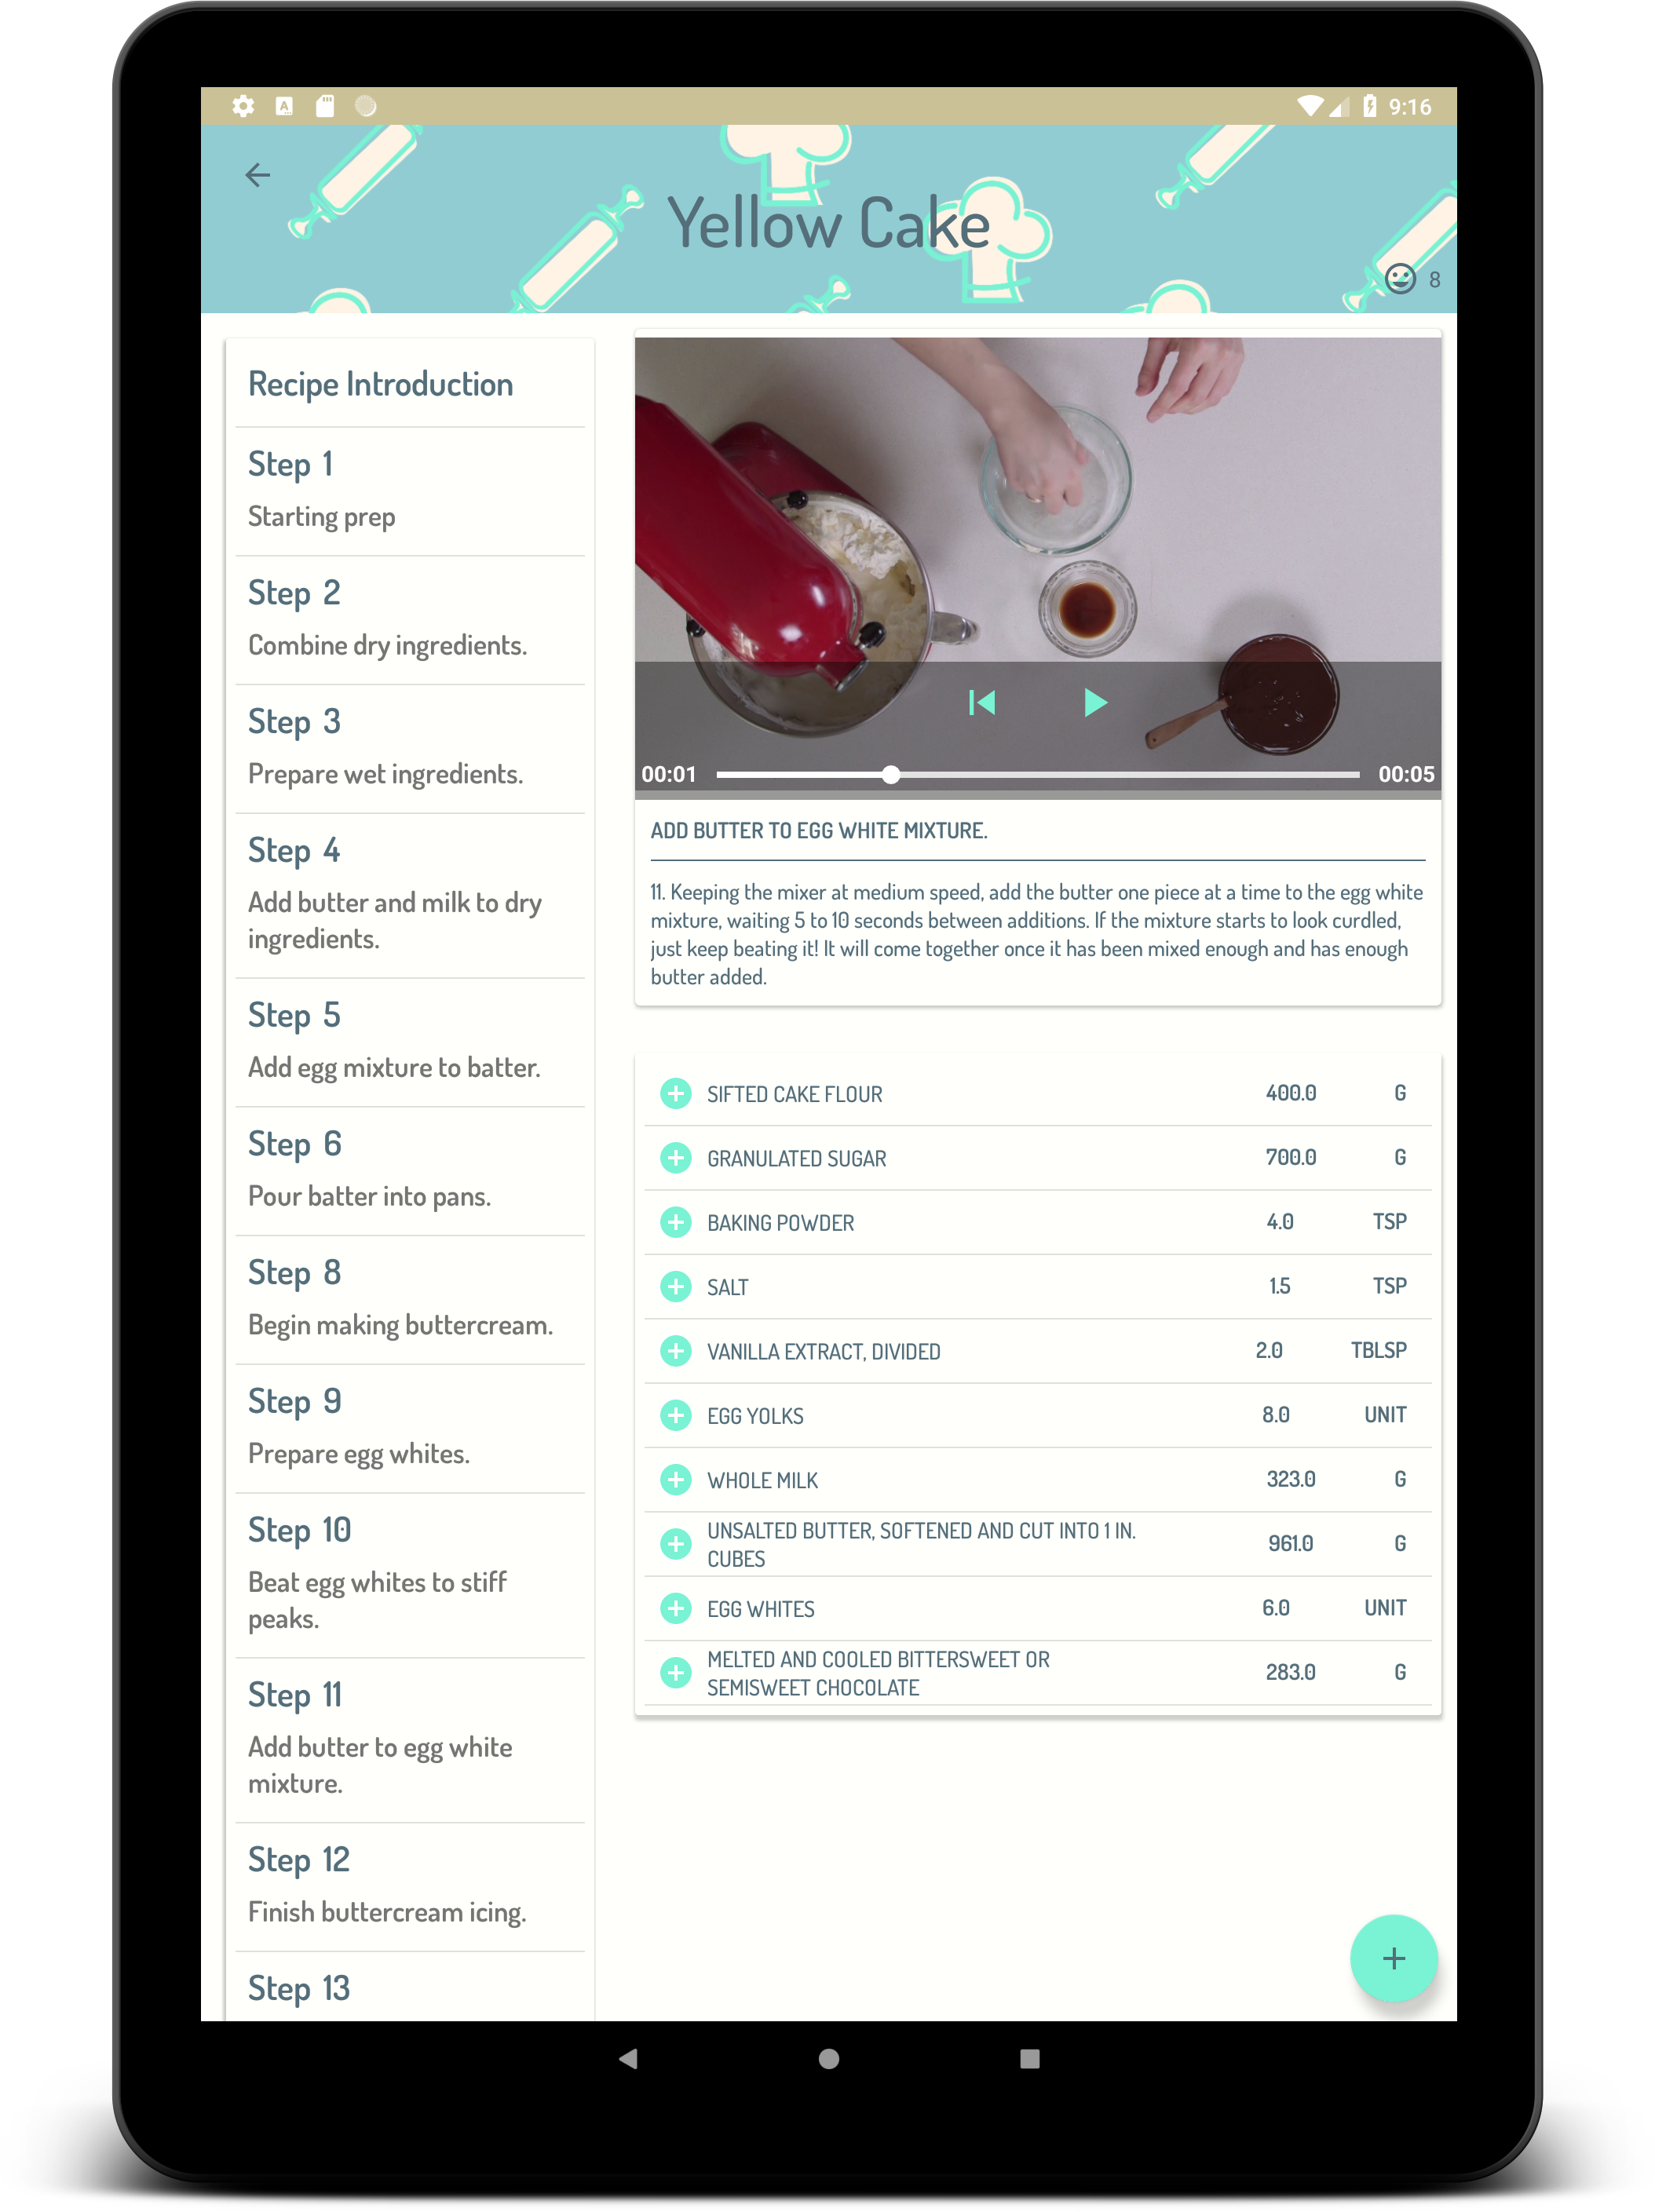 9:16
Yellow Cake
8
Recipe Introduction
Step 1
Starting prep
Step 2
Combine dry ingredients.
Step 3
Prepare wet ingredients.
Step 4
Add butter and milk to dry
ingredients.
Step 5
Add egg mixture to batter.
Step 6
Pour batter into pans.
Step 8
Begin making buttercream.
Step 9
Prepare egg whites.
Step 10
Beat egg whites to stiff
peaks.
Step 11
Add butter to egg white
mixture.
Step 12
Finish buttercream icing.
Step 13
00:01 00:05
ADD BUTTER TO EGG WHITE MIXTURE.
11. Keeping the mixer at medium speed, add the butter one piece at a time to the egg white
mixture, waiting 5 to 10 seconds between additions. If the mixture starts to look curdled,
just keep beating it! It will come together once it has been mixed enough and has enough
butter added.
SIFTED CAKE FLOUR 400.0 G
GRANULATED SUGAR 700.0 G
BAKING POWDER 4.0 TSP
SALT 1.5 TSP
VANILLA EXTRACT, DIVIDED 2.0 TBLSP
EGG YOLKS 8.0 UNIT
WHOLE MILK 323.0 G
UNSALTED BUTTER, SOFTENED AND CUT INTO 1 IN.
CUBES 961.0 G
EGG WHITES 6.0 UNIT
MELTED AND COOLED BITTERSWEET OR
SEMISWEET CHOCOLATE 283.0 G